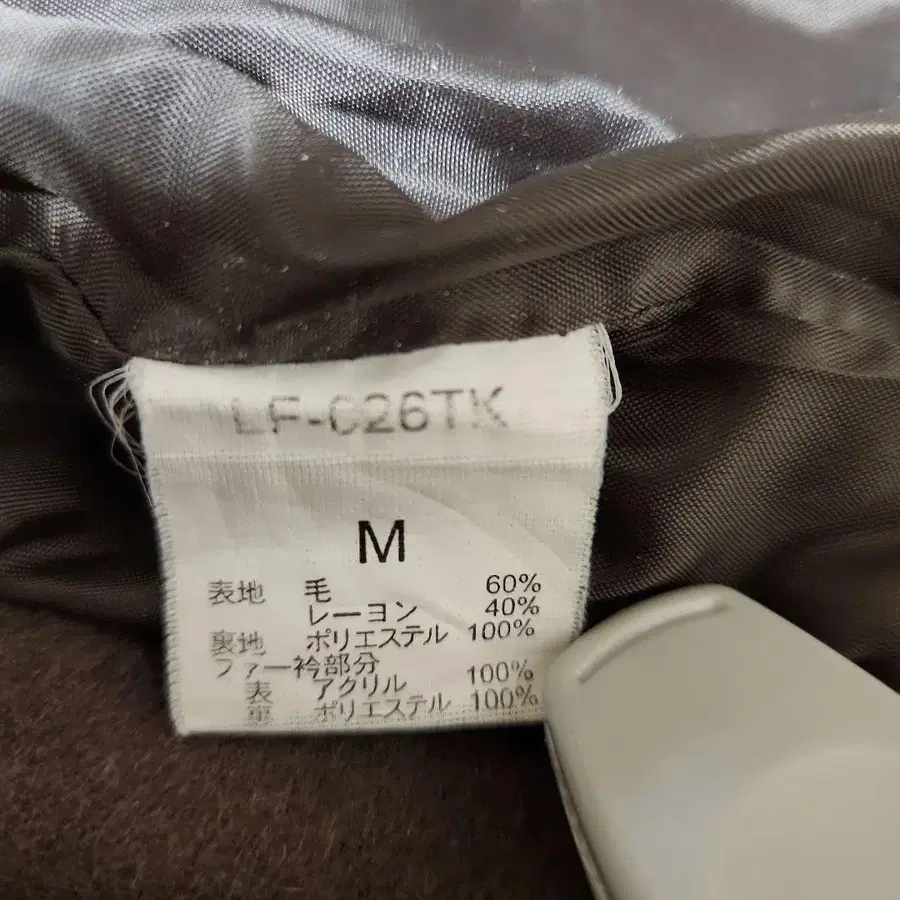 LF-026TK
M
表地 毛 60%
レーヨン 40%
裏地 ポリエステル 100%
ファー衿部分
表 アクリル 100%
裏 ポリエステル 100%